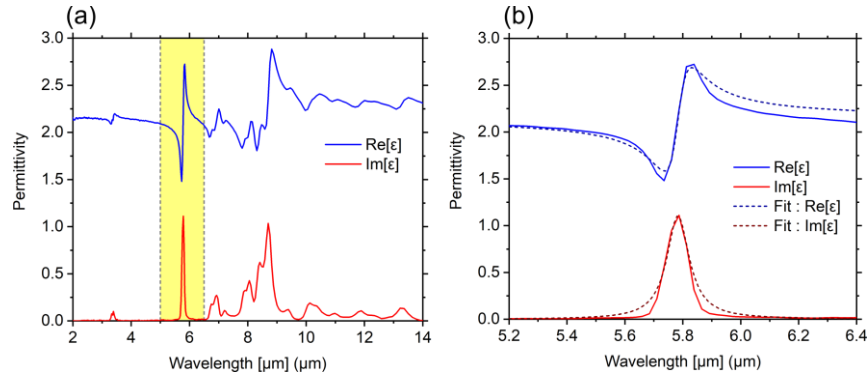 (a)
(b)
3.0
2.5
2.0
1.5
1.0
0.5
0.0
Permittivity
Re[ε]
Im[ε]
2 4 6 8 10 12 14
Wavelength [μm] (μm)
3.0
2.5
2.0
1.5
1.0
0.5
0.0
Permittivity
Re[ε]
Im[ε]
Fit : Re[ε]
Fit : Im[ε]
5.2 5.4 5.6 5.8 6.0 6.2 6.4
Wavelength [μm] (μm)